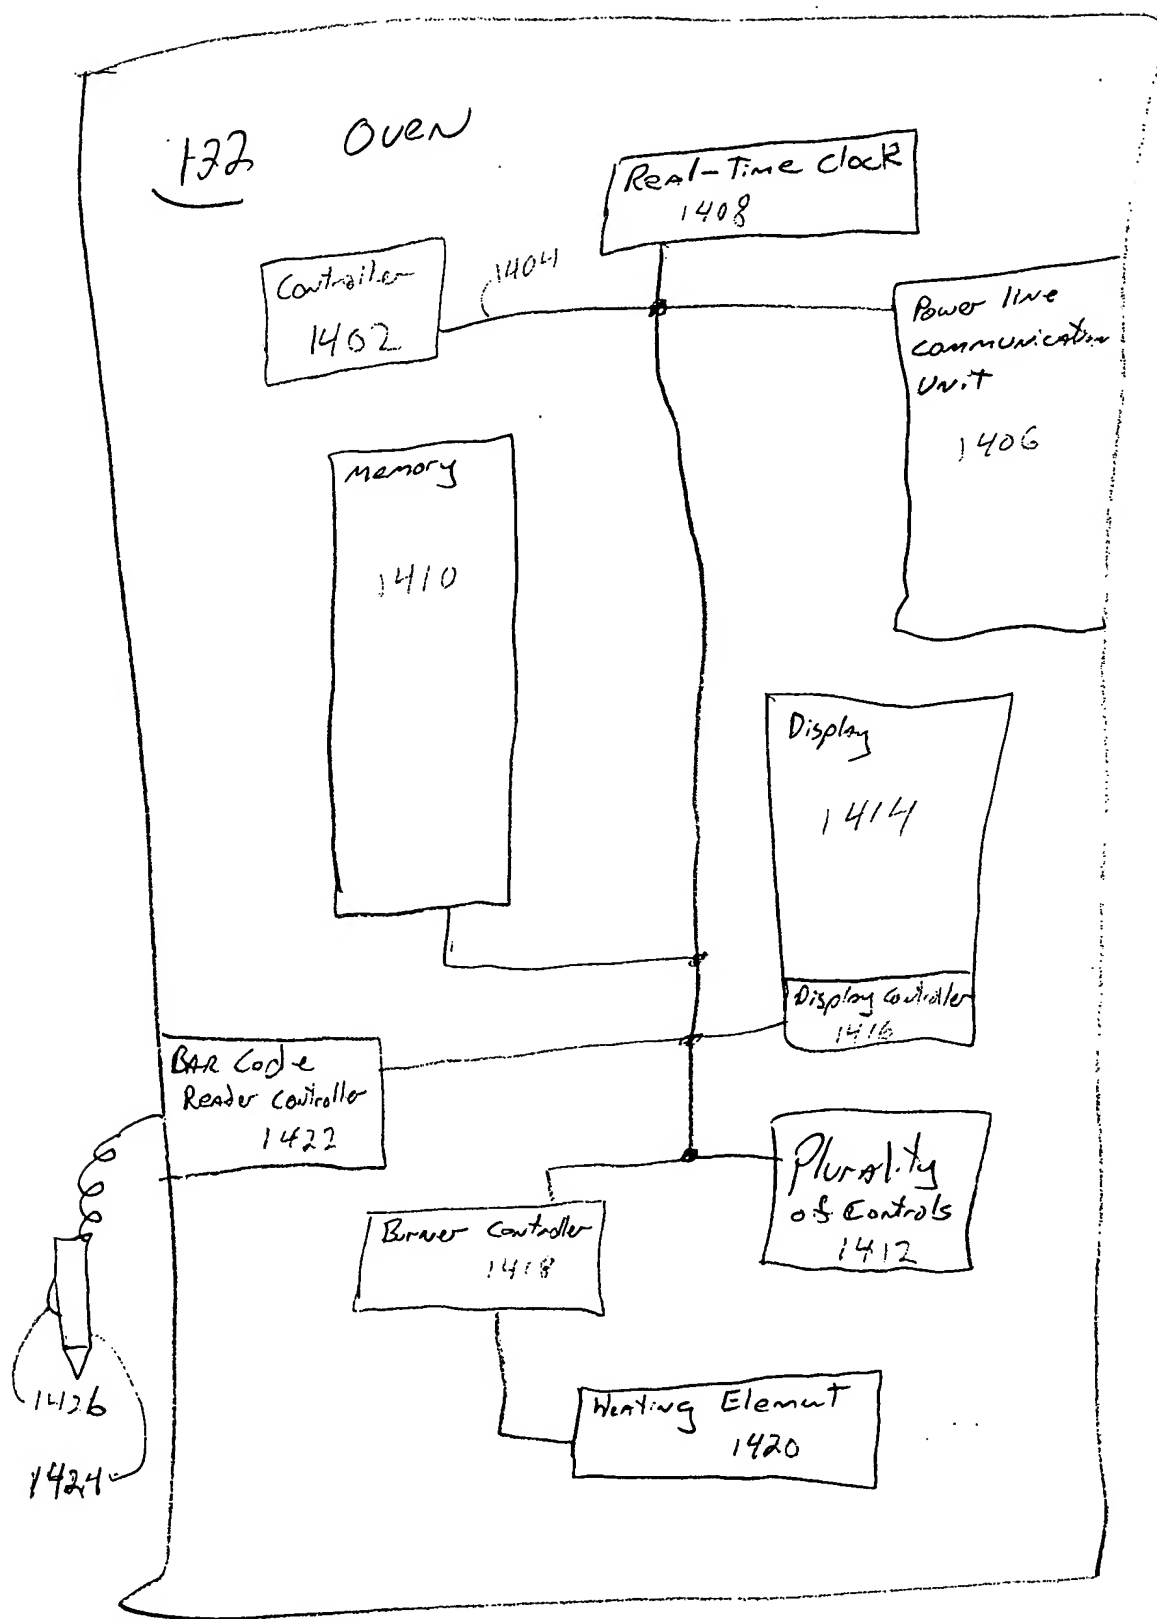 132 Oven
Real-Time Clock
1408
Controller
1402
1404
Power line
communication
Unit
1406
Memory
1410
Display
1414
Display Controller
1416
BAR Code
Reader Controller
1422
Plurality
of Controls
1412
Burner Controller
1418
1426
Heating Element
1420
1424